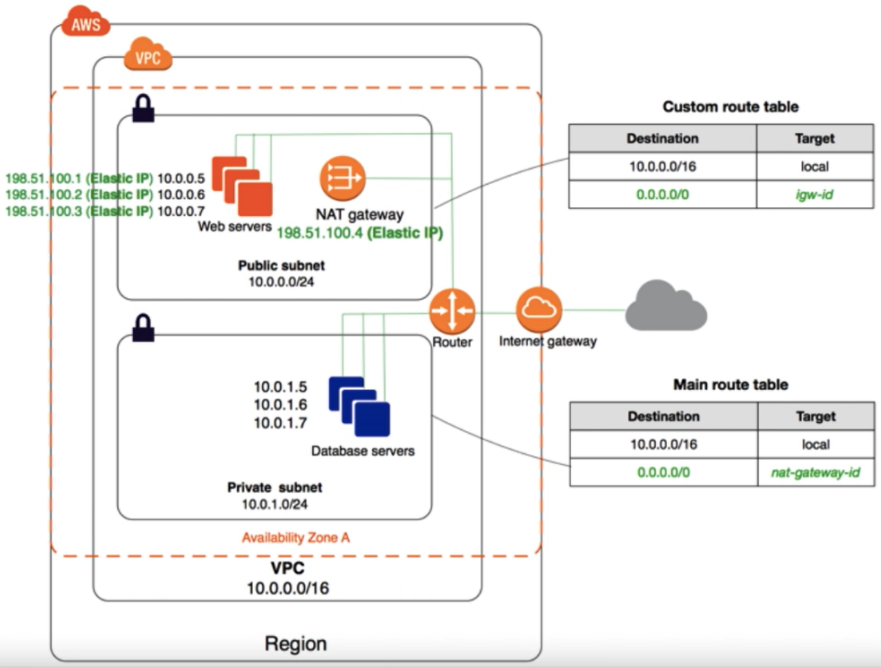 AWS
VPC
198.51.100.1 (Elastic IP) 10.0.0.5
198.51.100.2 (Elastic IP) 10.0.0.6
198.51.100.3 (Elastic IP) 10.0.0.7
Web servers
NAT gateway
198.51.100.4 (Elastic IP)
Public subnet
10.0.0.0/24
Router
Internet gateway
10.0.1.5
10.0.1.6
10.0.1.7
Database servers
Private subnet
10.0.1.0/24
Availability Zone A
VPC
10.0.0.0/16
Region
Custom route table
Destination Target
10.0.0.0/16 local
0.0.0.0/0 igw-id
Main route table
Destination Target
10.0.0.0/16 local
0.0.0.0/0 nat-gateway-id